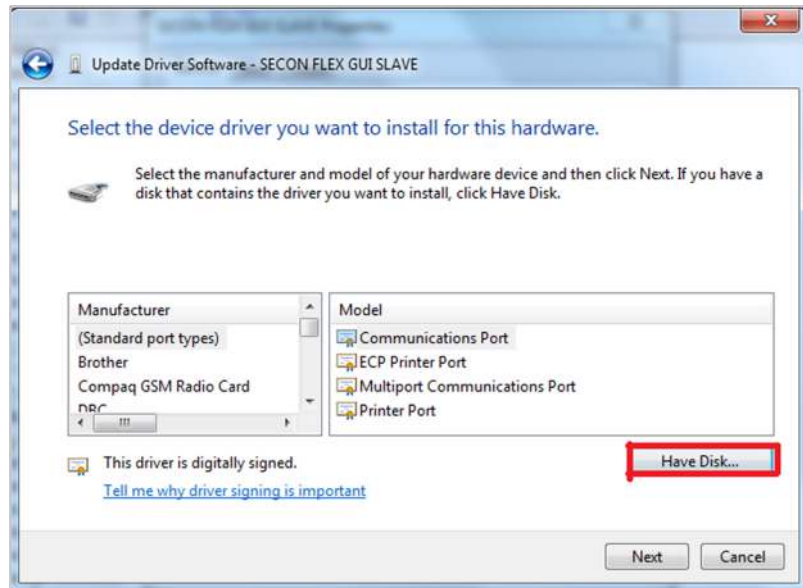 Update Driver Software - SECON FLEX GUI SLAVE
Select the device driver you want to install for this hardware.
Select the manufacturer and model of your hardware device and then click Next. If you have a
disk that contains the driver you want to install, click Have Disk.
Manufacturer
(Standard port types)
Brother
Compaq GSM Radio Card
DBC
Model
Communications Port
ECP Printer Port
Multiport Communications Port
Printer Port
This driver is digitally signed.
Have Disk...
Tell me why driver signing is important
Next
Cancel